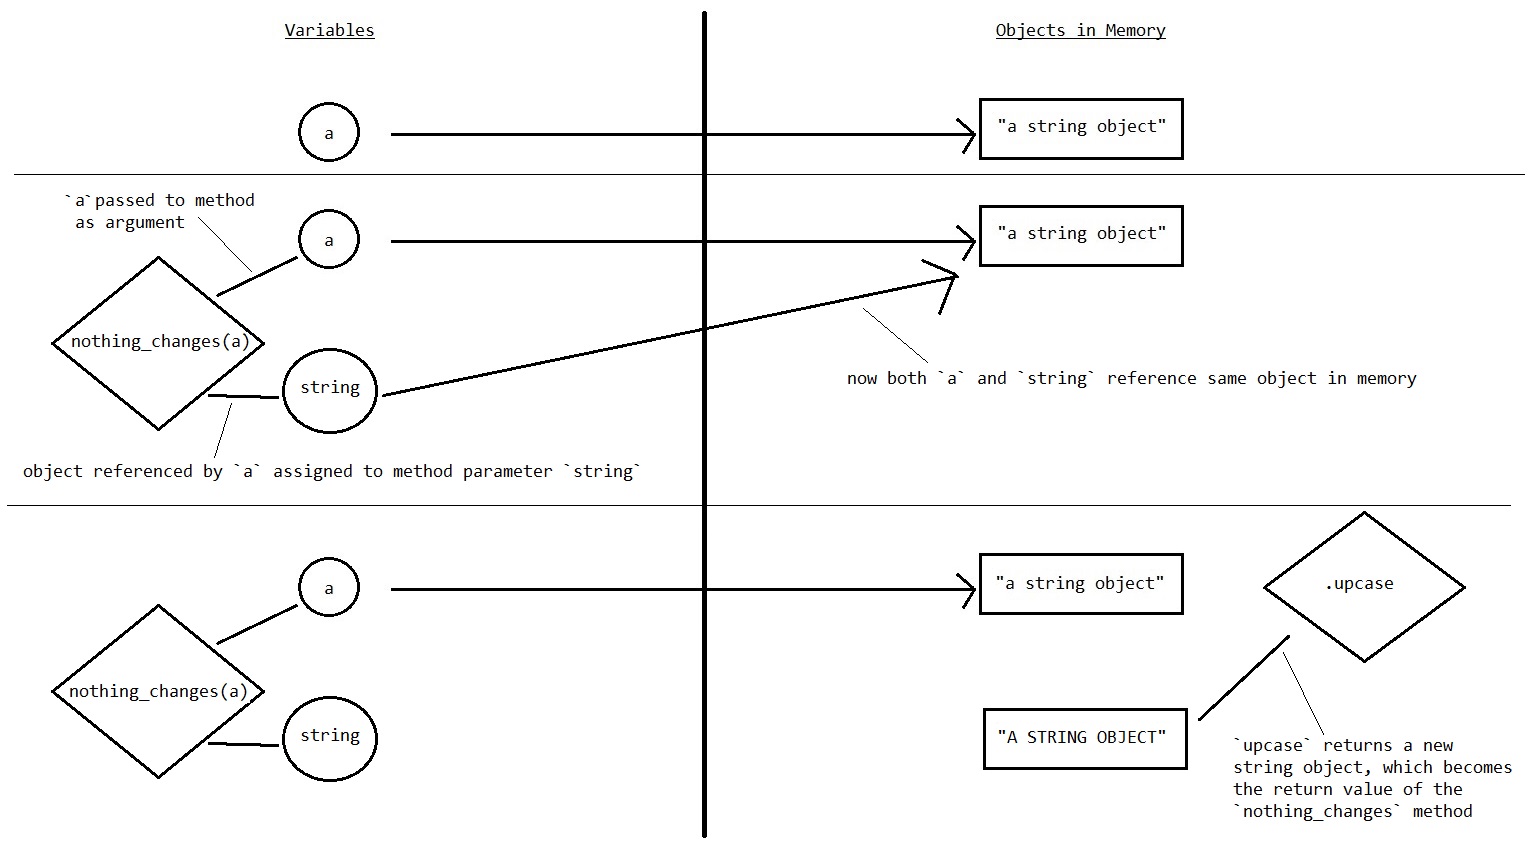 Variables
Objects in Memory
a
"a string object"
`a`passed to method
as argument
a
"a string object"
nothing_changes(a)
string
now both `a` and `string` reference same object in memory
object referenced by `a` assigned to method parameter `string`
a
"a string object"
.upcase
nothing_changes(a)
string
"A STRING OBJECT"
`upcase` returns a new
string object, which becomes
the return value of the
`nothing_changes` method